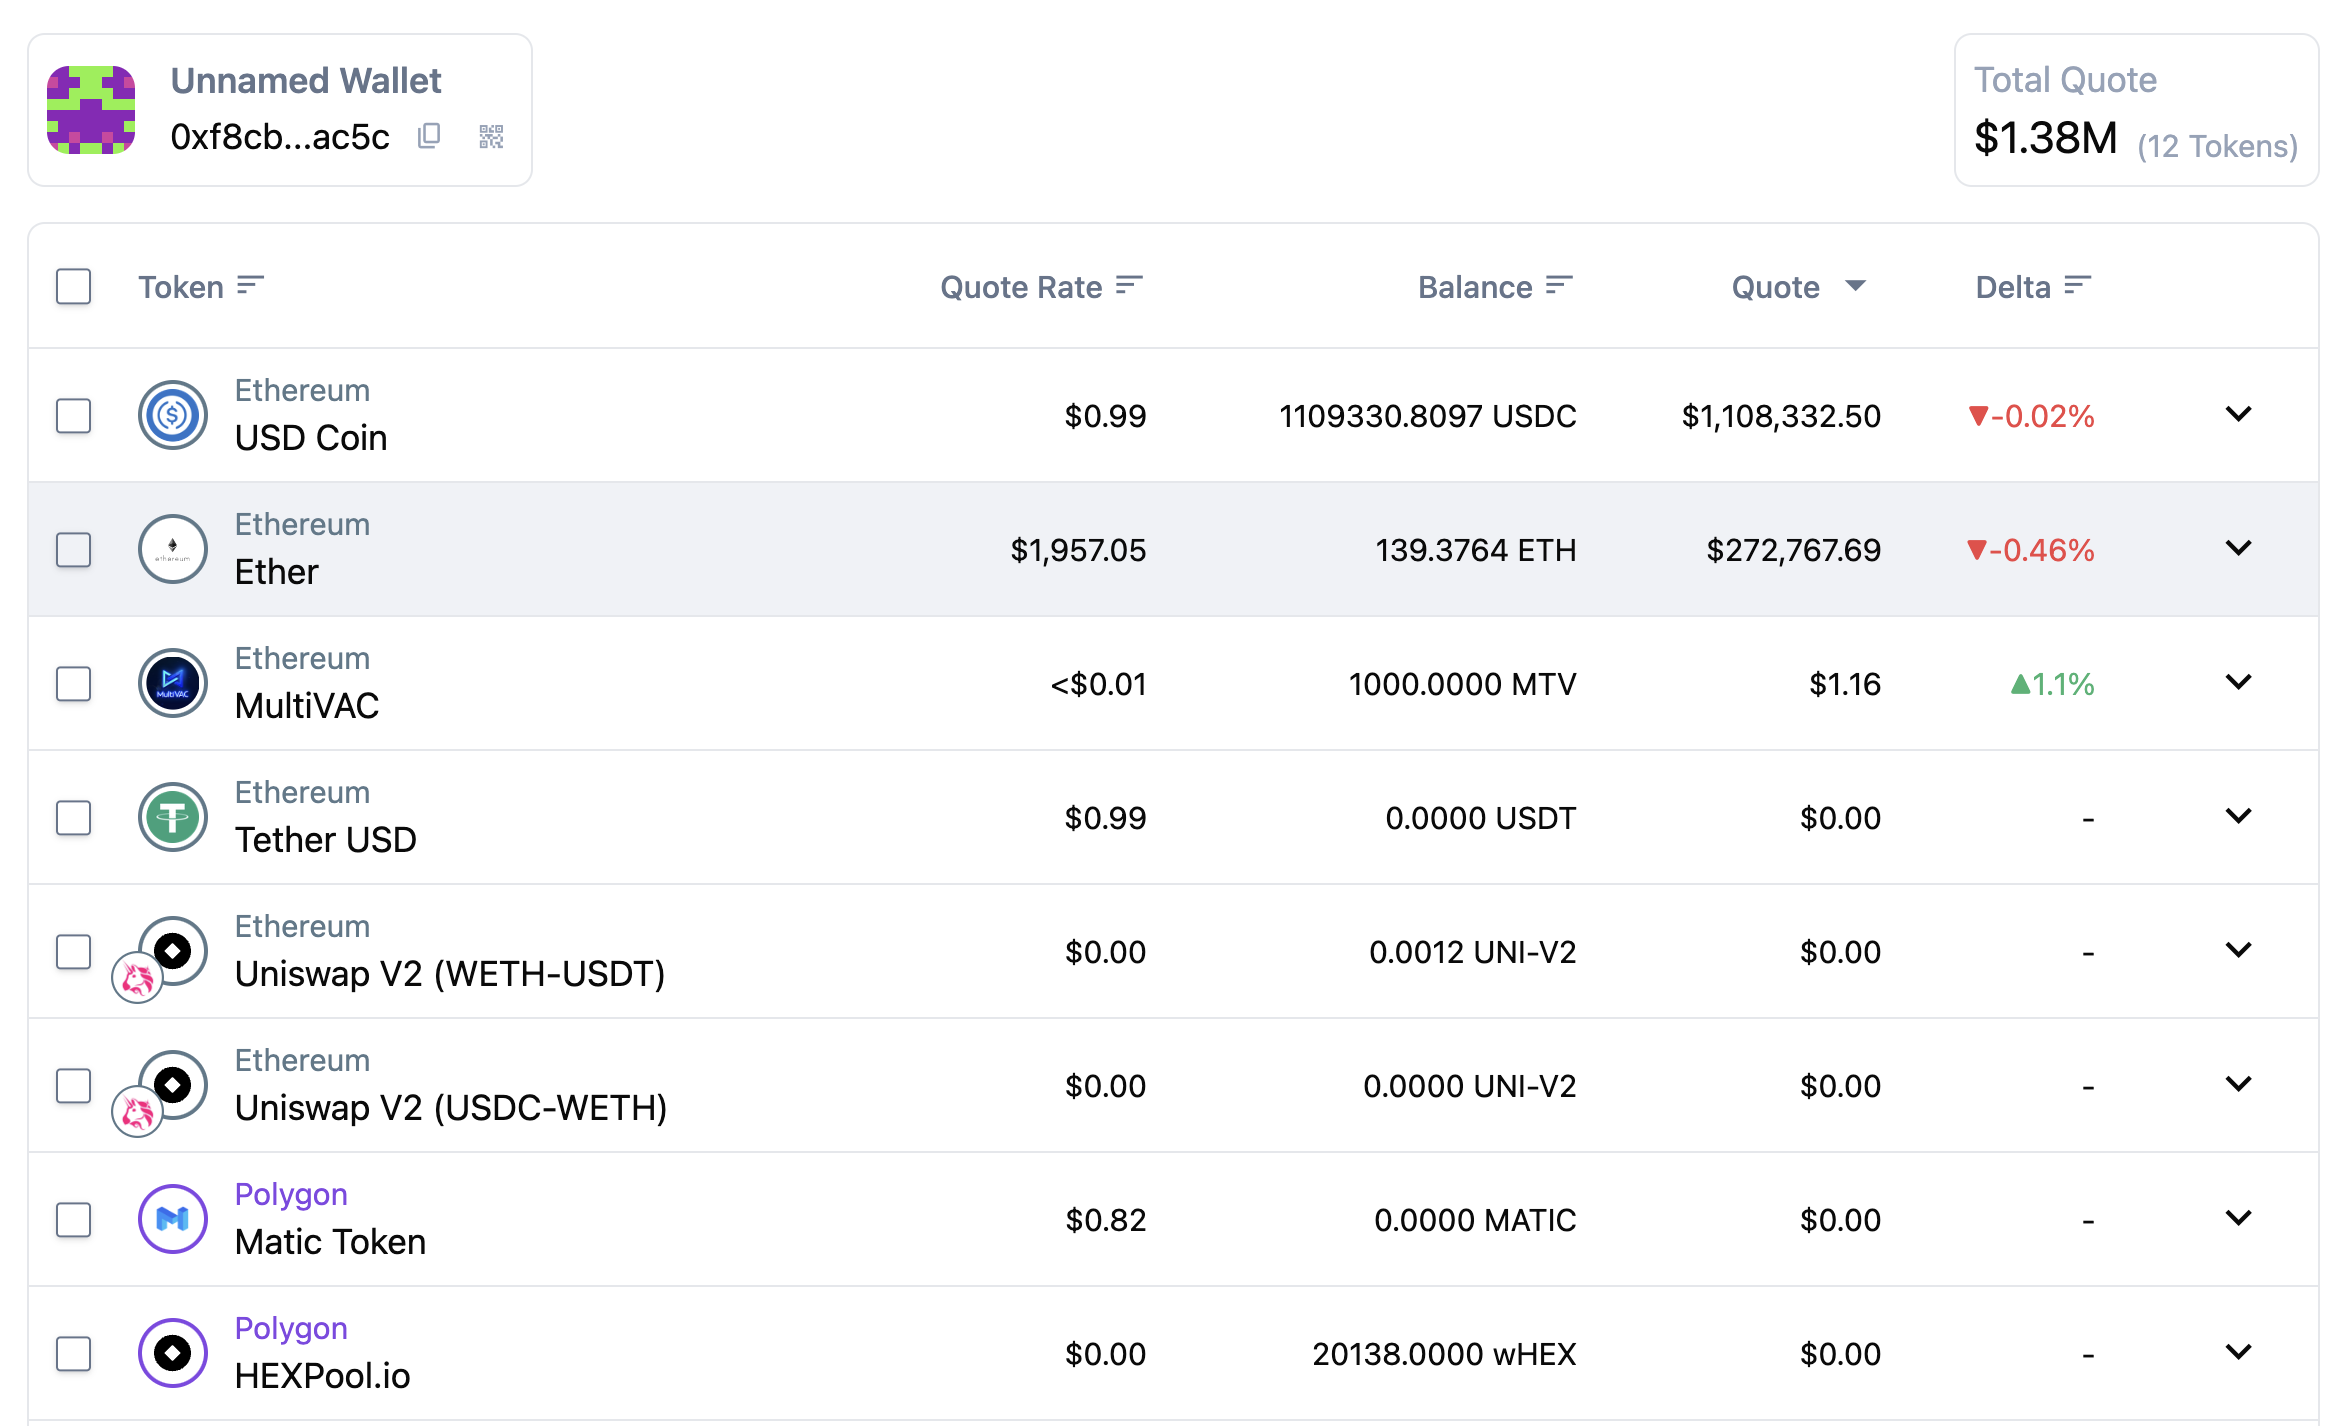 Unnamed Wallet
0xf8cb...ac5c
Total Quote
$1.38M (12 Tokens)
Token Quote Rate Balance Quote Delta
Ethereum
USD Coin
$0.99 1109330.8097 USDC $1,108,332.50 ▼-0.02%
ethereum
Ethereum
Ether
$1,957.05 139.3764 ETH $272,767.69 ▼-0.46%
MultiVAC
Ethereum
MultiVAC
<$0.01 1000.0000 MTV $1.16 ▲1.1%
Ethereum
Tether USD
$0.99 0.0000 USDT $0.00 -
Ethereum
Uniswap V2 (WETH-USDT)
$0.00 0.0012 UNI-V2 $0.00 -
Ethereum
Uniswap V2 (USDC-WETH)
$0.00 0.0000 UNI-V2 $0.00 -
Polygon
Matic Token
$0.82 0.0000 MATIC $0.00 -
Polygon
HEXPool.io
$0.00 20138.0000 wHEX $0.00 -